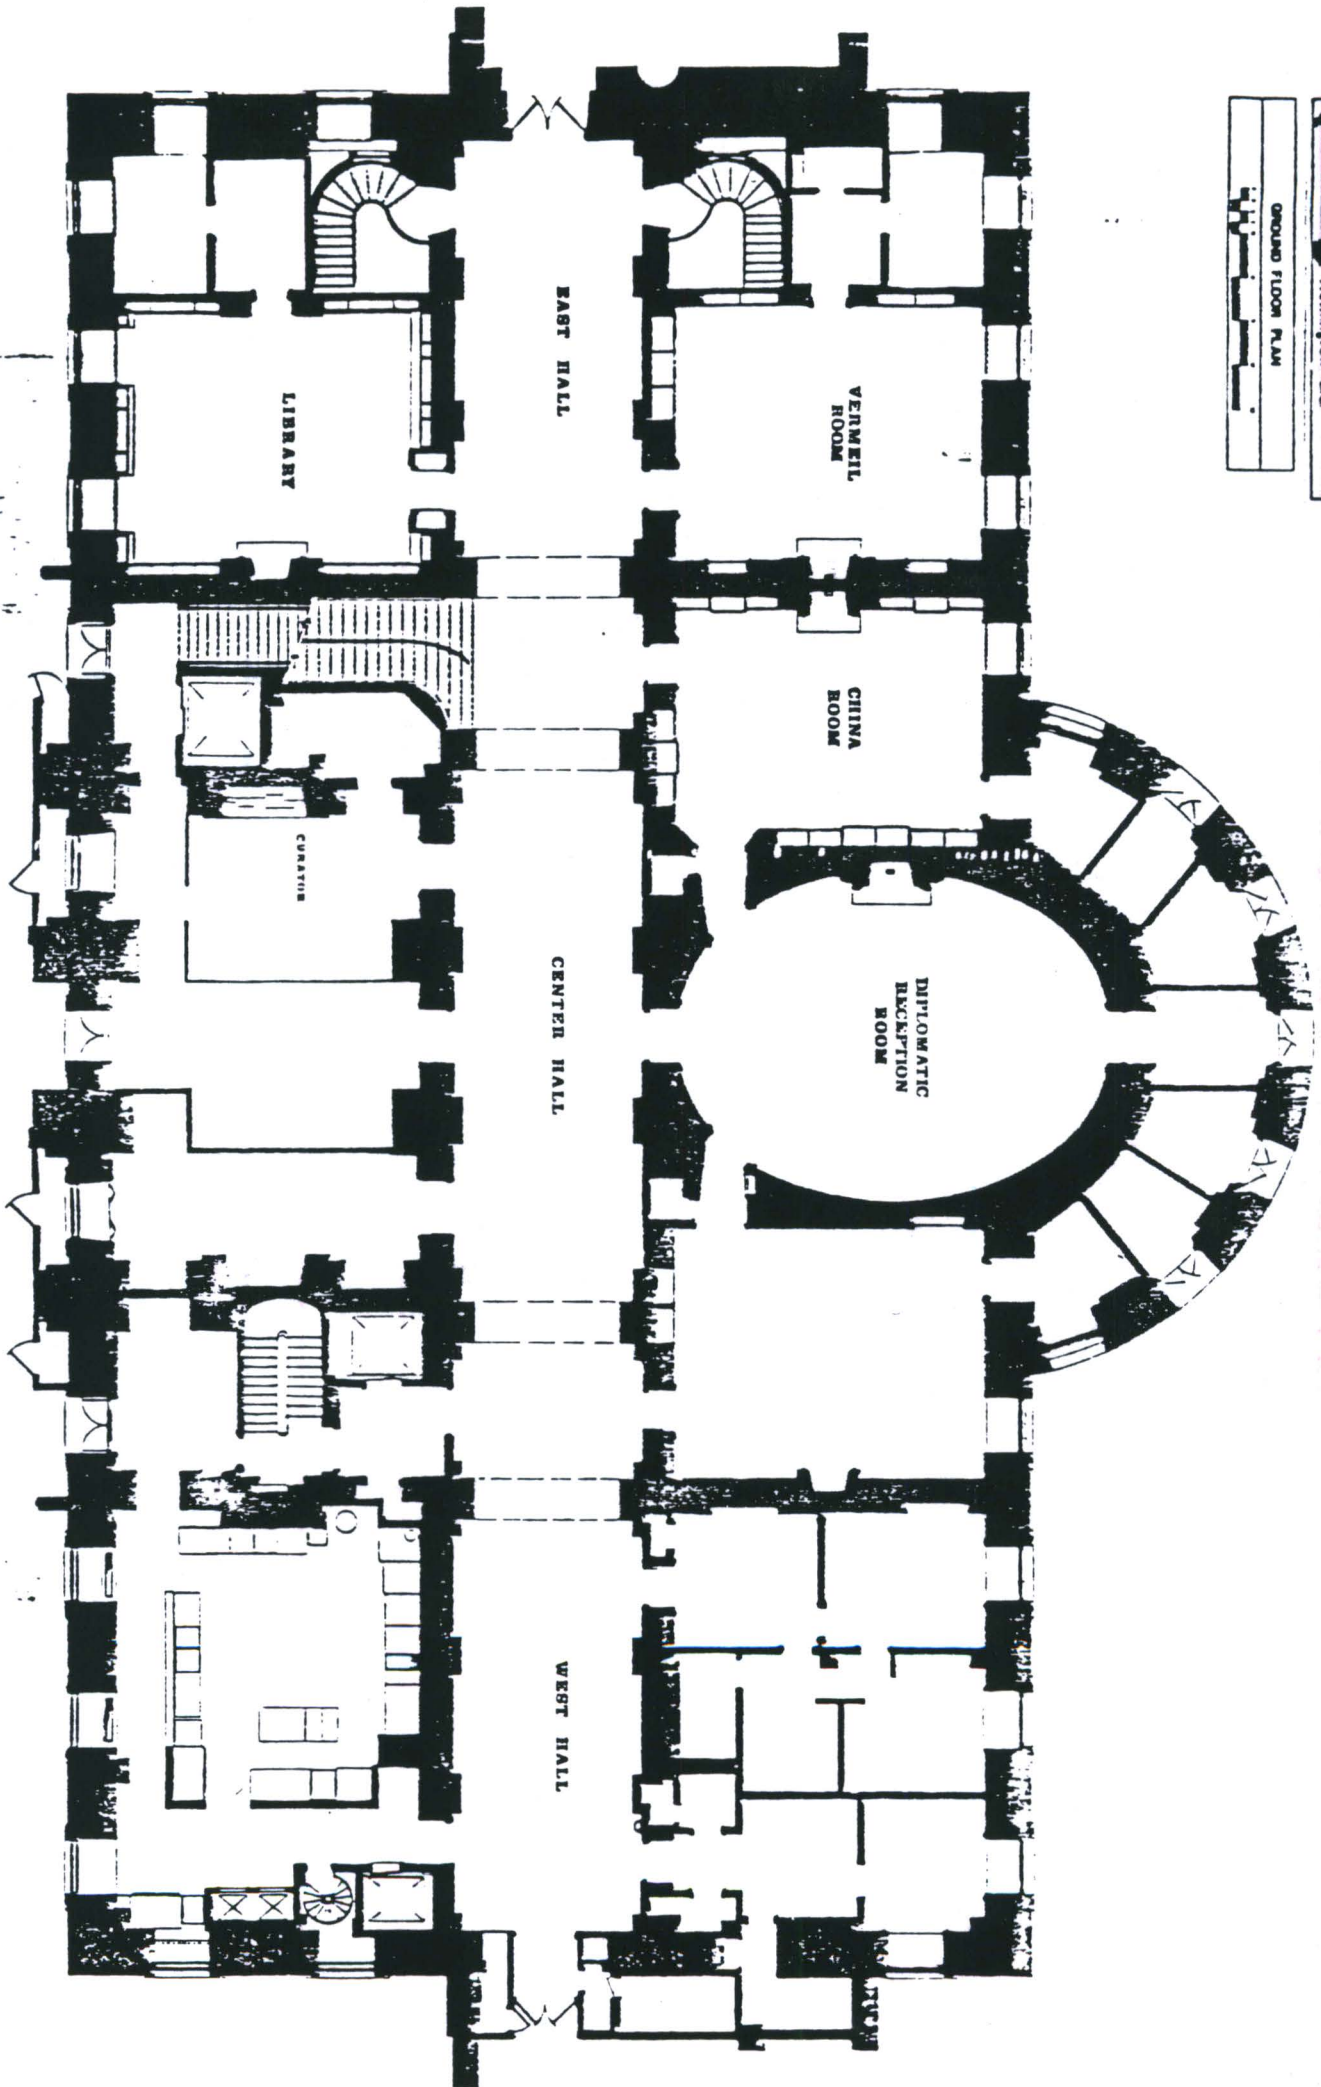 GROUND FLOOR PLAN
EAST HALL
VERMEIL
ROOM
LIBRARY
CHINA
ROOM
CURATOR
CENTER HALL
DIPLOMATIC
RECEPTION
ROOM
WEST HALL